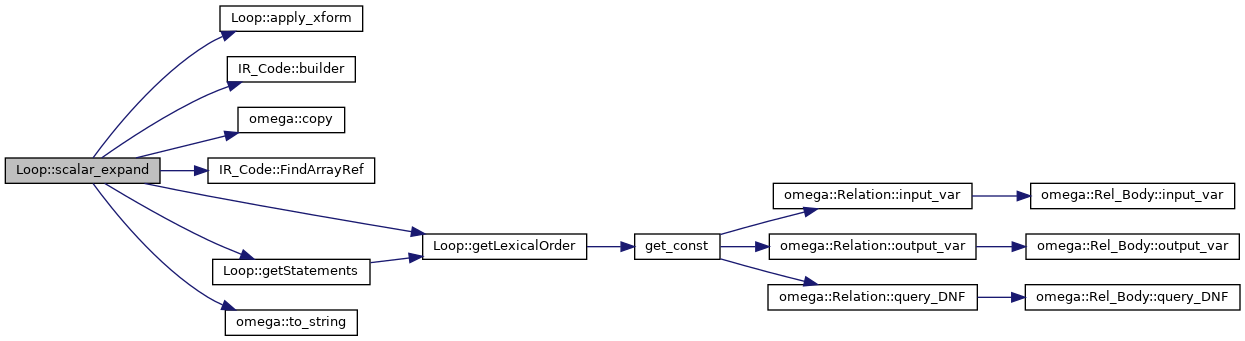 Loop::apply_xform
IR_Code::builder
omega::copy
Loop::scalar_expand
IR_Code::FindArrayRef
Loop::getLexicalOrder
Loop::getStatements
omega::to_string
get_const
omega::Relation::input_var
omega::Rel_Body::input_var
omega::Relation::output_var
omega::Rel_Body::output_var
omega::Relation::query_DNF
omega::Rel_Body::query_DNF